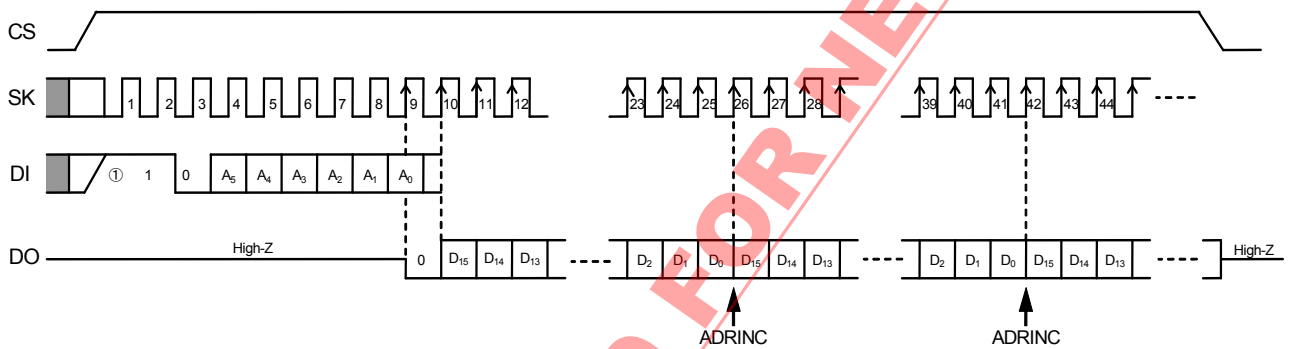 CS
SK 1 2 3 4 5 6 7 8 9 10 11 12 23 24 25 26 27 28 39 40 41 42 43 44
DI ① 1 0 A₅ A₄ A₃ A₂ A₁ A₀
DO High-Z 0 D₁₅ D₁₄ D₁₃ D₂ D₁ D₀ D₁₅ D₁₄ D₁₃ D₂ D₁ D₀ D₁₅ D₁₄ D₁₃ High-Z
ADRINC ADRINC
FOR NE